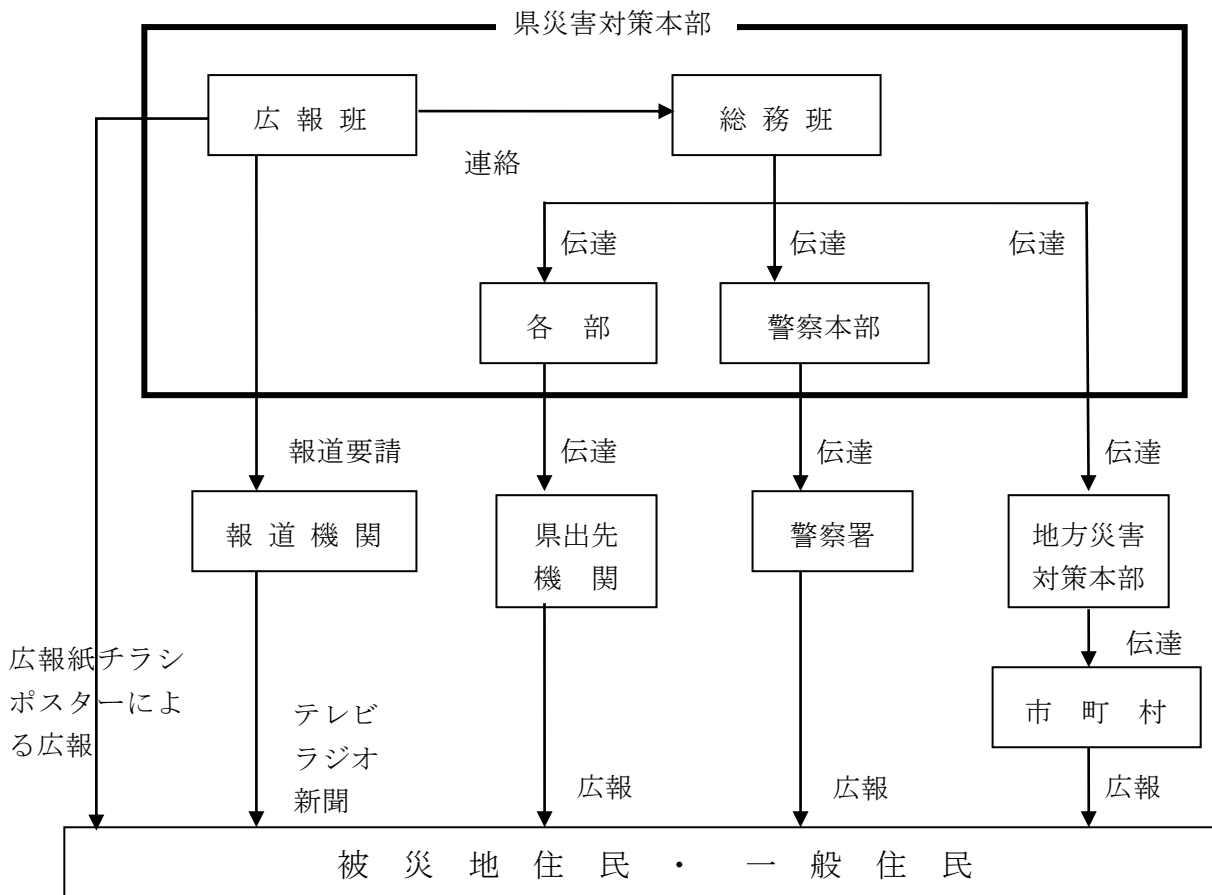 県災害対策本部
広 報 班
総 務 班
連絡
伝達
伝達
伝達
各 部
警察本部
報道要請
伝達
伝達
伝達
報 道 機 関
県出先
機 関
警察署
地方災害
対策本部
伝達
広報紙チラシ
ポスターによ
る広報
市 町 村
テレビ
ラジオ
新聞
広報
広報
広報
被 災 地 住 民 ・ 一 般 住 民